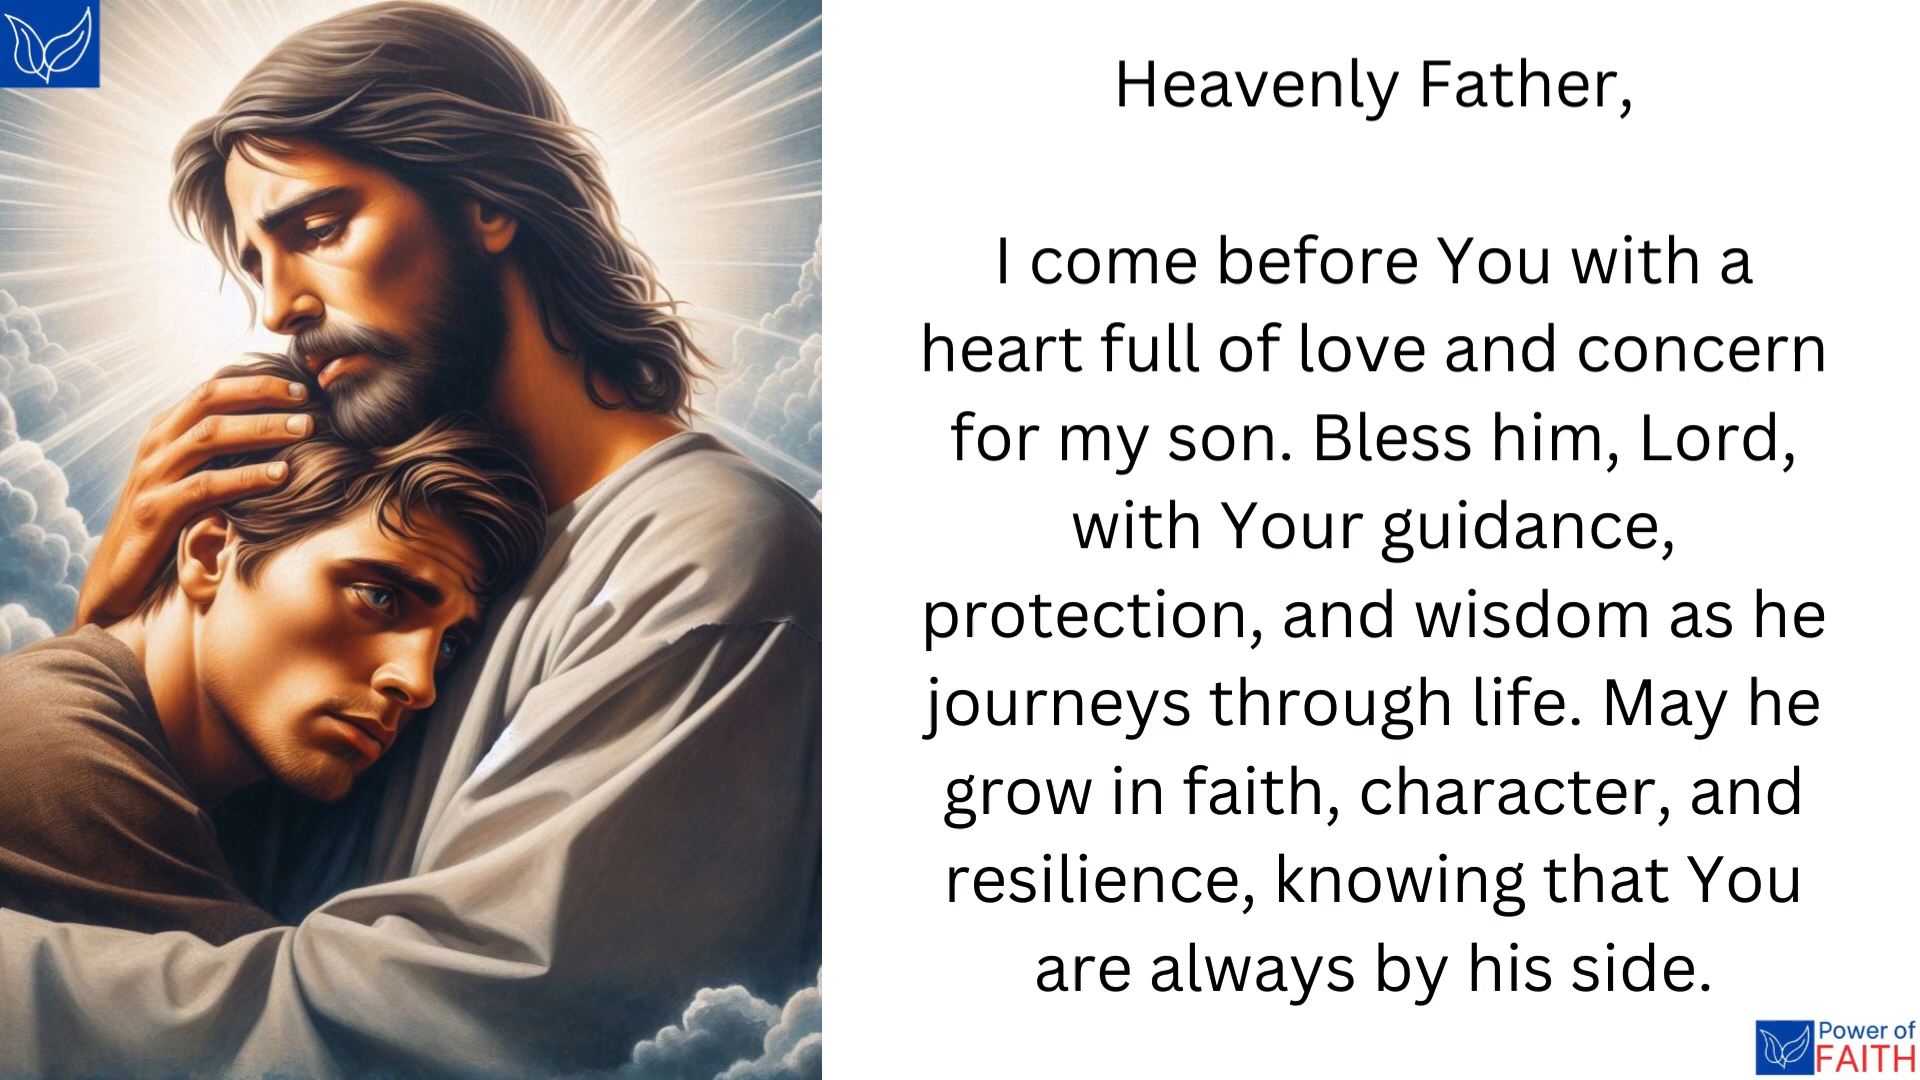 Heavenly Father,
I come before You with a
heart full of love and concern
for my son. Bless him, Lord,
with Your guidance,
protection, and wisdom as he
journeys through life. May he
grow in faith, character, and
resilience, knowing that You
are always by his side.
Power of
FAITH